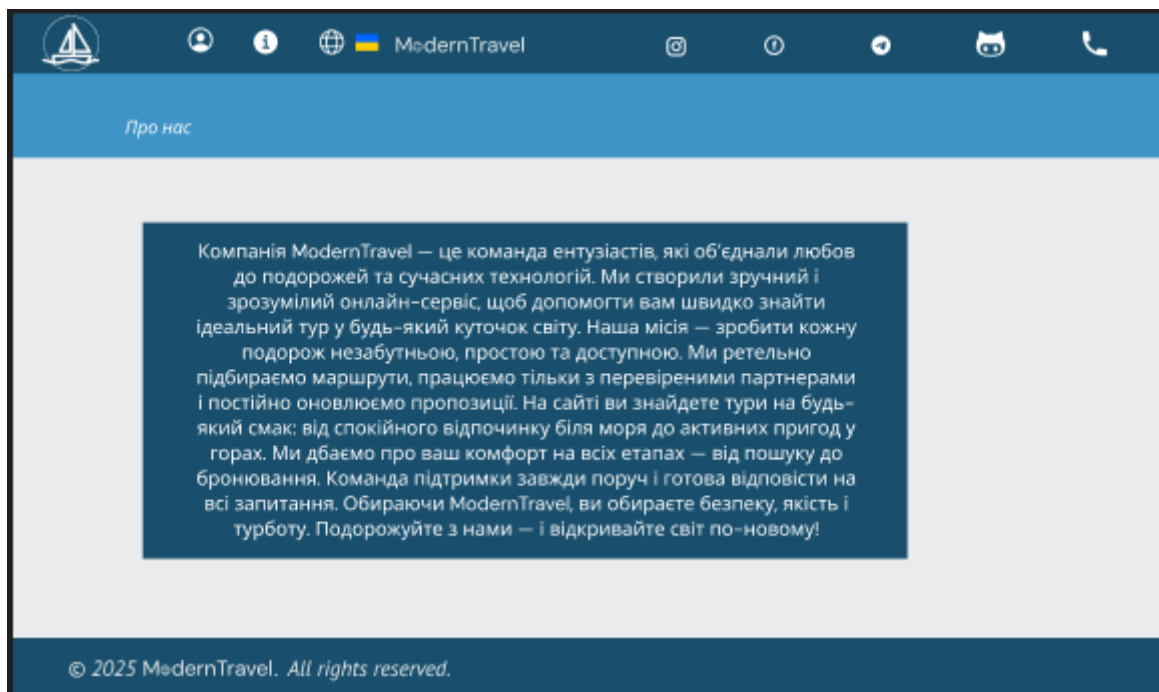 ModernTravel
Про нас
Компанія ModernTravel — це команда ентузіастів, які об'єднали любов
до подорожей та сучасних технологій. Ми створили зручний і
зрозумілий онлайн-сервіс, щоб допомогти вам швидко знайти
ідеальний тур у будь-який куточок світу. Наша місія — зробити кожну
подорож незабутньою, простою та доступною. Ми ретельно
підбираємо маршрути, працюємо тільки з перевіреними партнерами
і постійно оновлюємо пропозиції. На сайті ви знайдете тури на будь-
який смак: від спокійного відпочинку біля моря до активних пригод у
горах. Ми дбаємо про ваш комфорт на всіх етапах — від пошуку до
бронювання. Команда підтримки завжди поруч і готова відповісти на
всі запитання. Обираючи ModernTravel, ви обираєте безпеку, якість і
турботу. Подорожуйте з нами — і відкривайте світ по-новому!
© 2025 ModernTravel. All rights reserved.